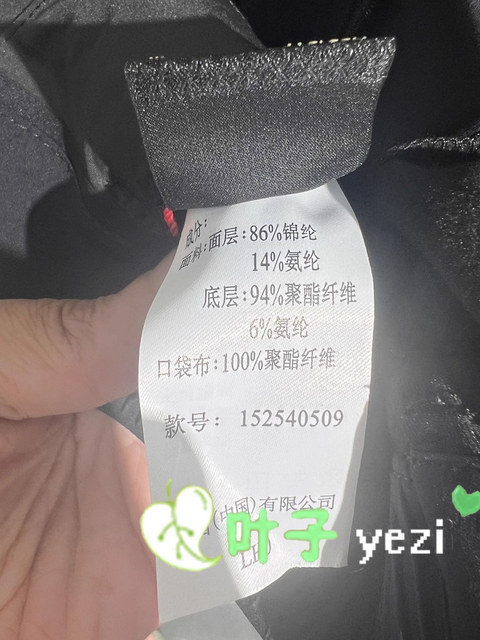 成分:
面料:面层:86%锦纶
14%氨纶
底层:94%聚酯纤维
6%氨纶
口袋布:100%聚酯纤维
款号: 152540509
(中国)有限公司
叶子 yezi